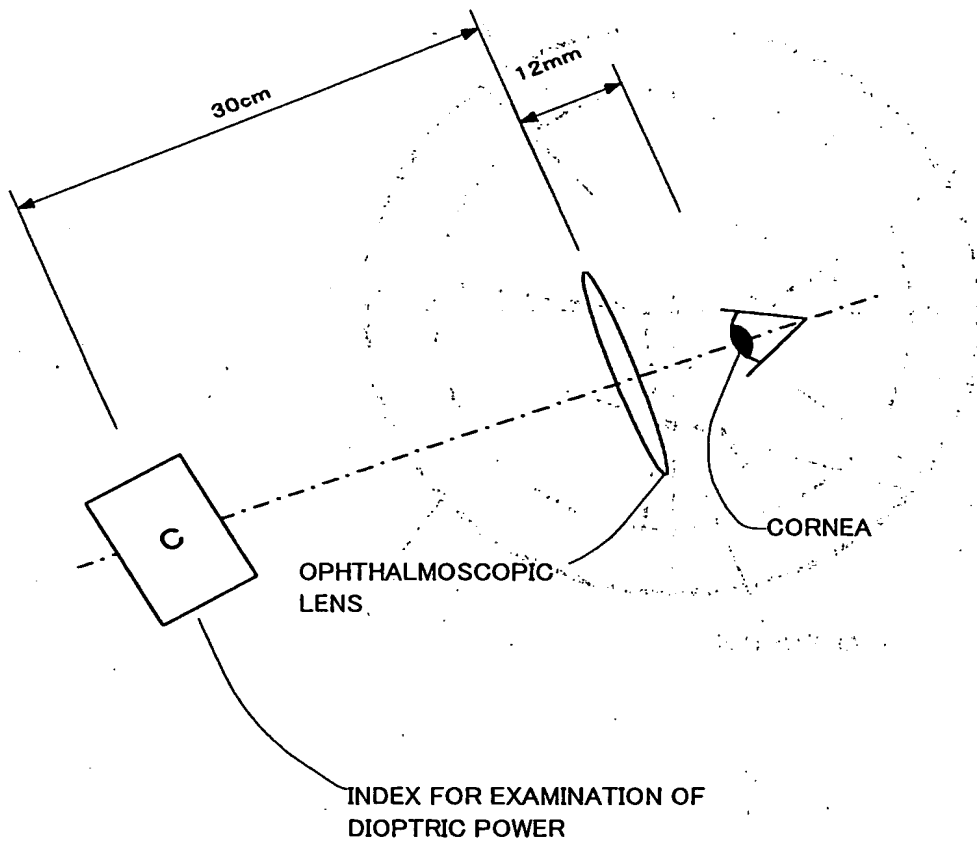 12mm
30cm
C
CORNEA
OPHTHALMOSCOPIC
LENS
INDEX FOR EXAMINATION OF
DIOPTRIC POWER